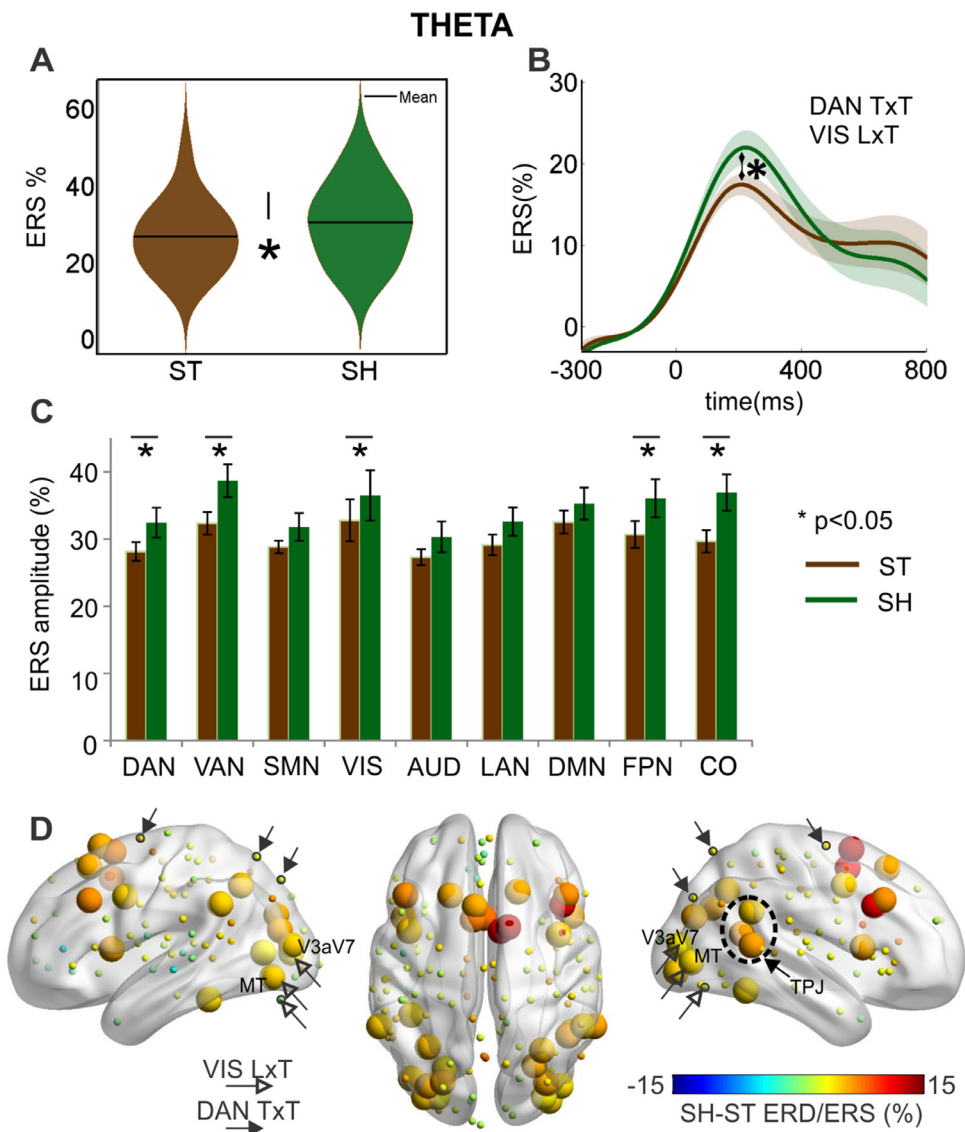 THETA
A
60
40
20
0
ERS %
Mean
*
ST
SH
B
30
20
10
0
ERS(%)
DAN TxT
VIS LxT
*
-300
0
400
800
time(ms)
C
40
30
20
10
0
ERS amplitude (%)
*
*
*
*
*
DAN
VAN
SMN
VIS
AUD
LAN
DMN
FPN
CO
* p<0.05
ST
SH
D
V3aV7
MT
V3aV7
MT
TPJ
VIS LxT
DAN TxT
-15
15
SH-ST ERD/ERS (%)